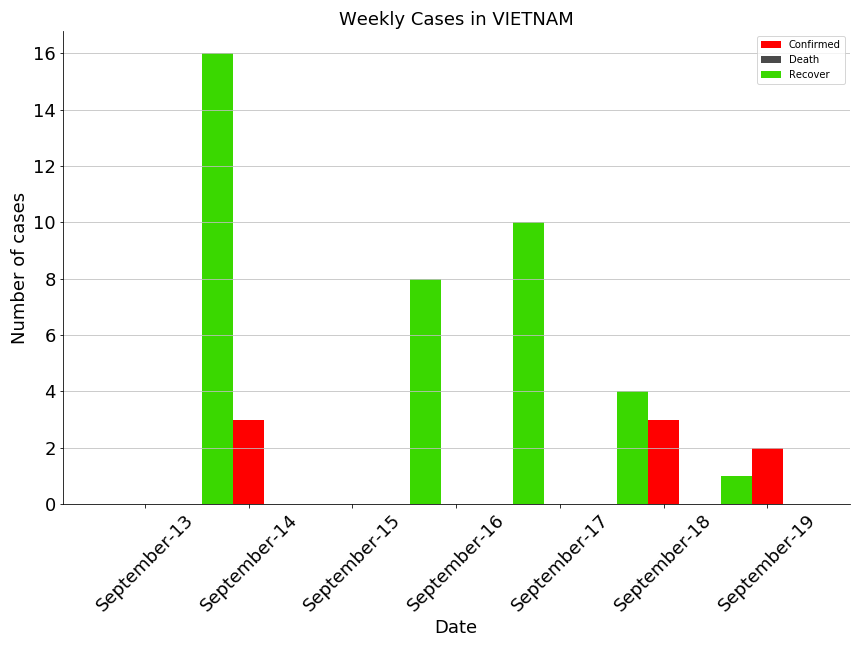 Weekly Cases in VIETNAM
Confirmed
Death
Recover
Number of cases
16
14
12
10
8
6
4
2
0
September-13
September-14
September-15
September-16
September-17
September-18
September-19
Date